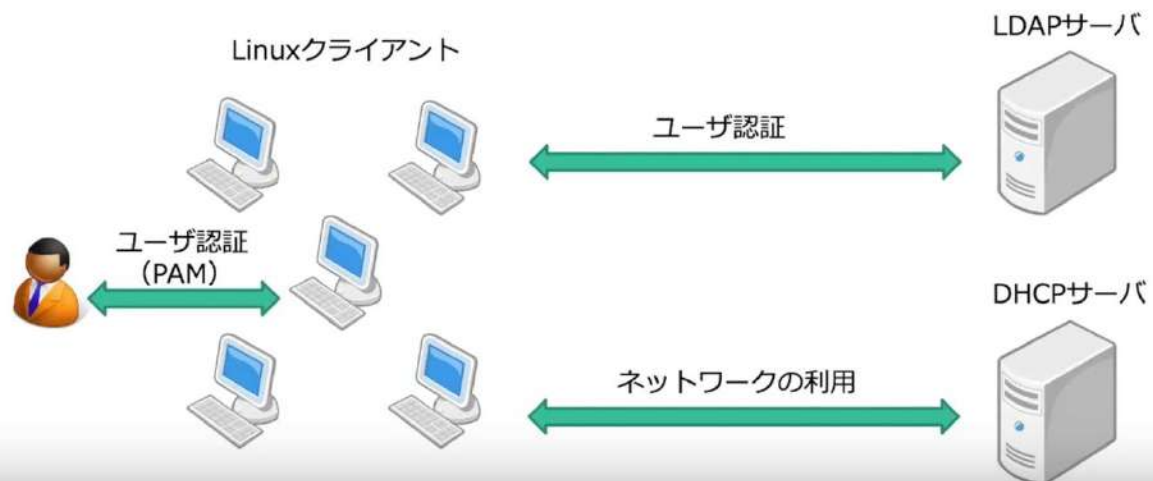 LDAPサーバ
Linuxクライアント
ユーザ認証
ユーザ認証
（PAM）
DHCPサーバ
ネットワークの利用